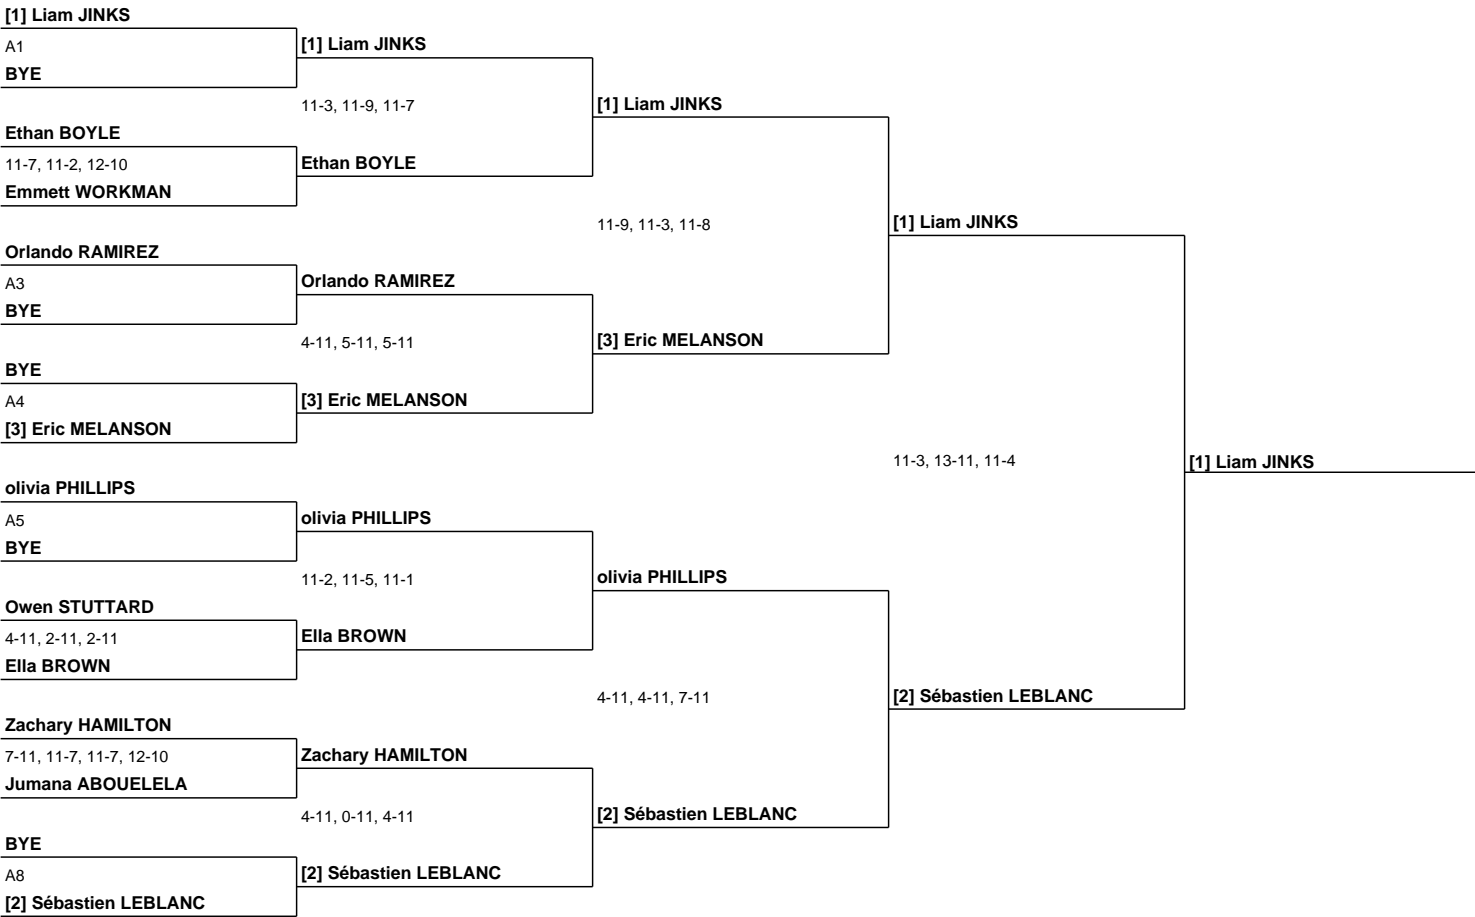 [1] Liam JINKS
A1
BYE
Ethan BOYLE
11-7, 11-2, 12-10
Emmett WORKMAN
Orlando RAMIREZ
A3
BYE
BYE
A4
[3] Eric MELANSON
olivia PHILLIPS
A5
BYE
Owen STUTTARD
4-11, 2-11, 2-11
Ella BROWN
Zachary HAMILTON
7-11, 11-7, 11-7, 12-10
Jumana ABOUELELA
BYE
A8
[2] Sébastien LEBLANC
[1] Liam JINKS
11-3, 11-9, 11-7
Ethan BOYLE
Orlando RAMIREZ
4-11, 5-11, 5-11
[3] Eric MELANSON
olivia PHILLIPS
11-2, 11-5, 11-1
Ella BROWN
Zachary HAMILTON
4-11, 0-11, 4-11
[2] Sébastien LEBLANC
[1] Liam JINKS
11-9, 11-3, 11-8
[3] Eric MELANSON
olivia PHILLIPS
4-11, 4-11, 7-11
[2] Sébastien LEBLANC
[1] Liam JINKS
11-3, 13-11, 11-4
[2] Sébastien LEBLANC
[1] Liam JINKS